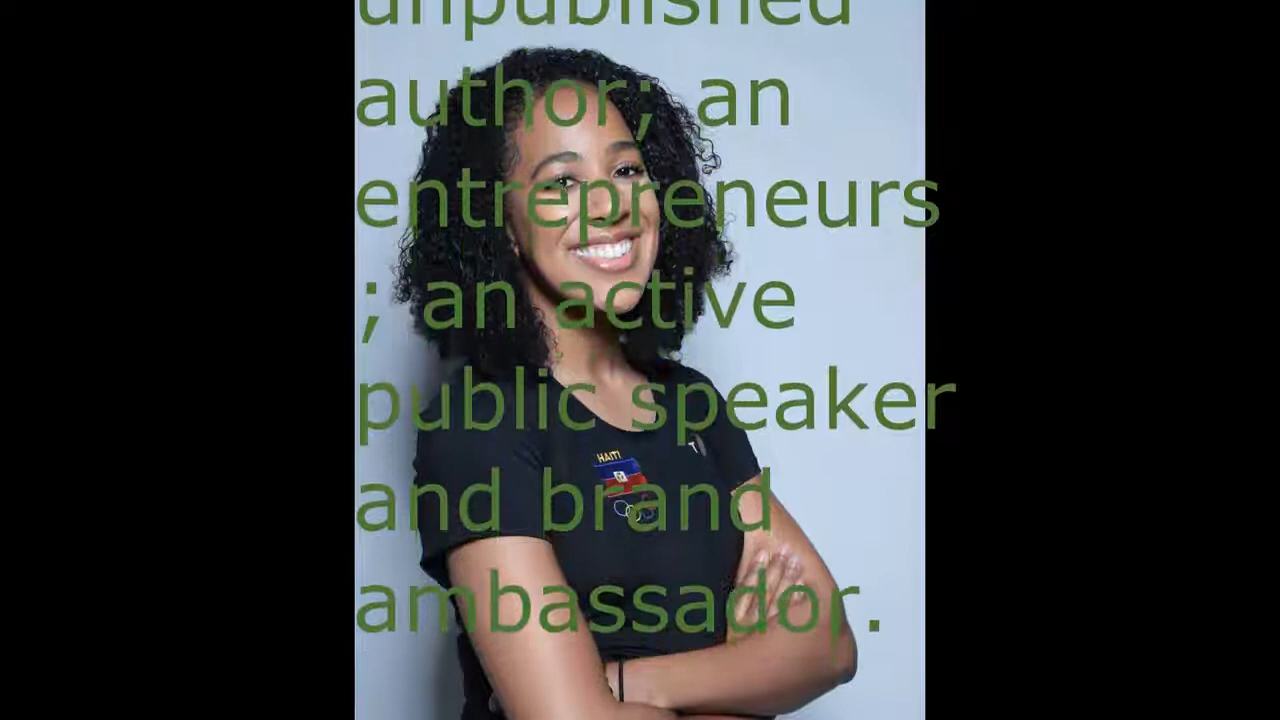 unpublished
author; an
entrepreneurs
; an active
public speaker
and brand
ambassador.
HAITI